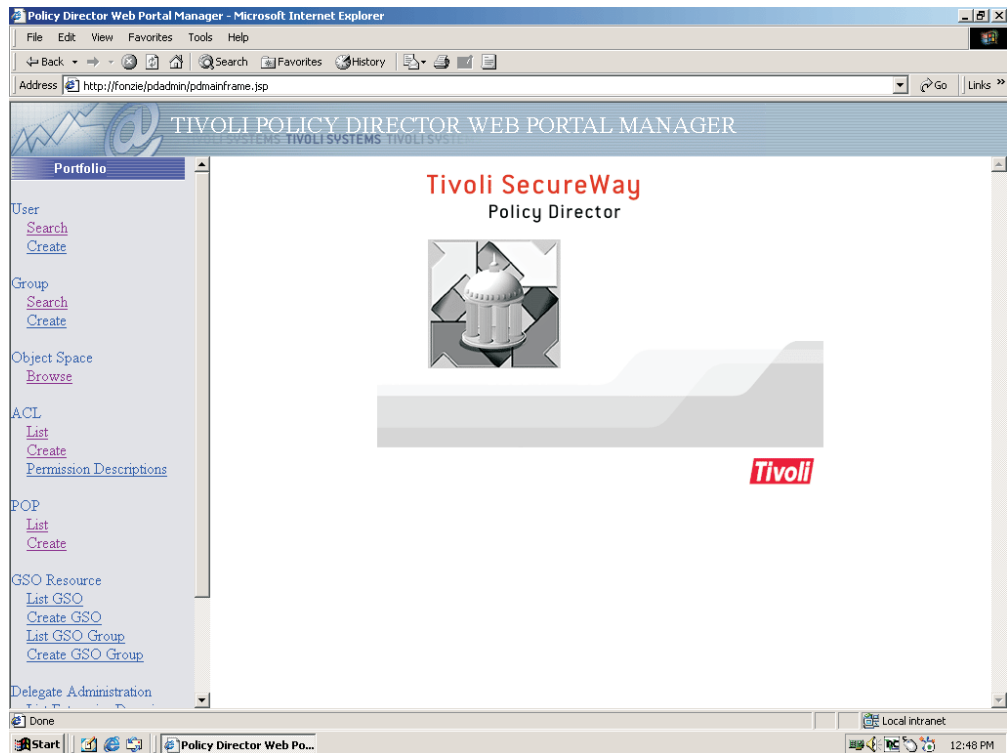 Policy Director Web Portal Manager - Microsoft Internet Explorer
File Edit View Favorites Tools Help
Back Search Favorites History
Address http://fonzie/pdadmin/pdmainframe.jsp Go Links »
TIVOLI POLICY DIRECTOR WEB PORTAL MANAGER
TIVOLI SYSTEMS TIVOLI SYSTEMS TIVOLI SYSTEMS
Portfolio
User
Search
Create
Group
Search
Create
Object Space
Browse
ACL
List
Create
Permission Descriptions
POP
List
Create
GSO Resource
List GSO
Create GSO
List GSO Group
Create GSO Group
Delegate Administration
Tivoli SecureWay
Policy Director
Tivoli
Done Local intranet
Start Policy Director Web Po... 12:48 PM